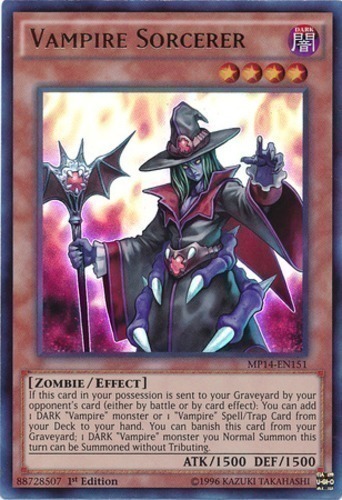 VAMPIRE SORCERER
DARK
闇
MP14-EN151
[ZOMBIE/EFFECT]
If this card in your possession is sent to your Graveyard by your
opponent's card (either by battle or by card effect): You can add
1 DARK "Vampire" monster or 1 "Vampire" Spell/Trap Card from
your Deck to your hand. You can banish this card from your
Graveyard; 1 DARK "Vampire" monster you Normal Summon this
turn can be Summoned without Tributing.
ATK/1500 DEF/1500
88728507 1st Edition ©1996 KAZUKI TAKAHASHI